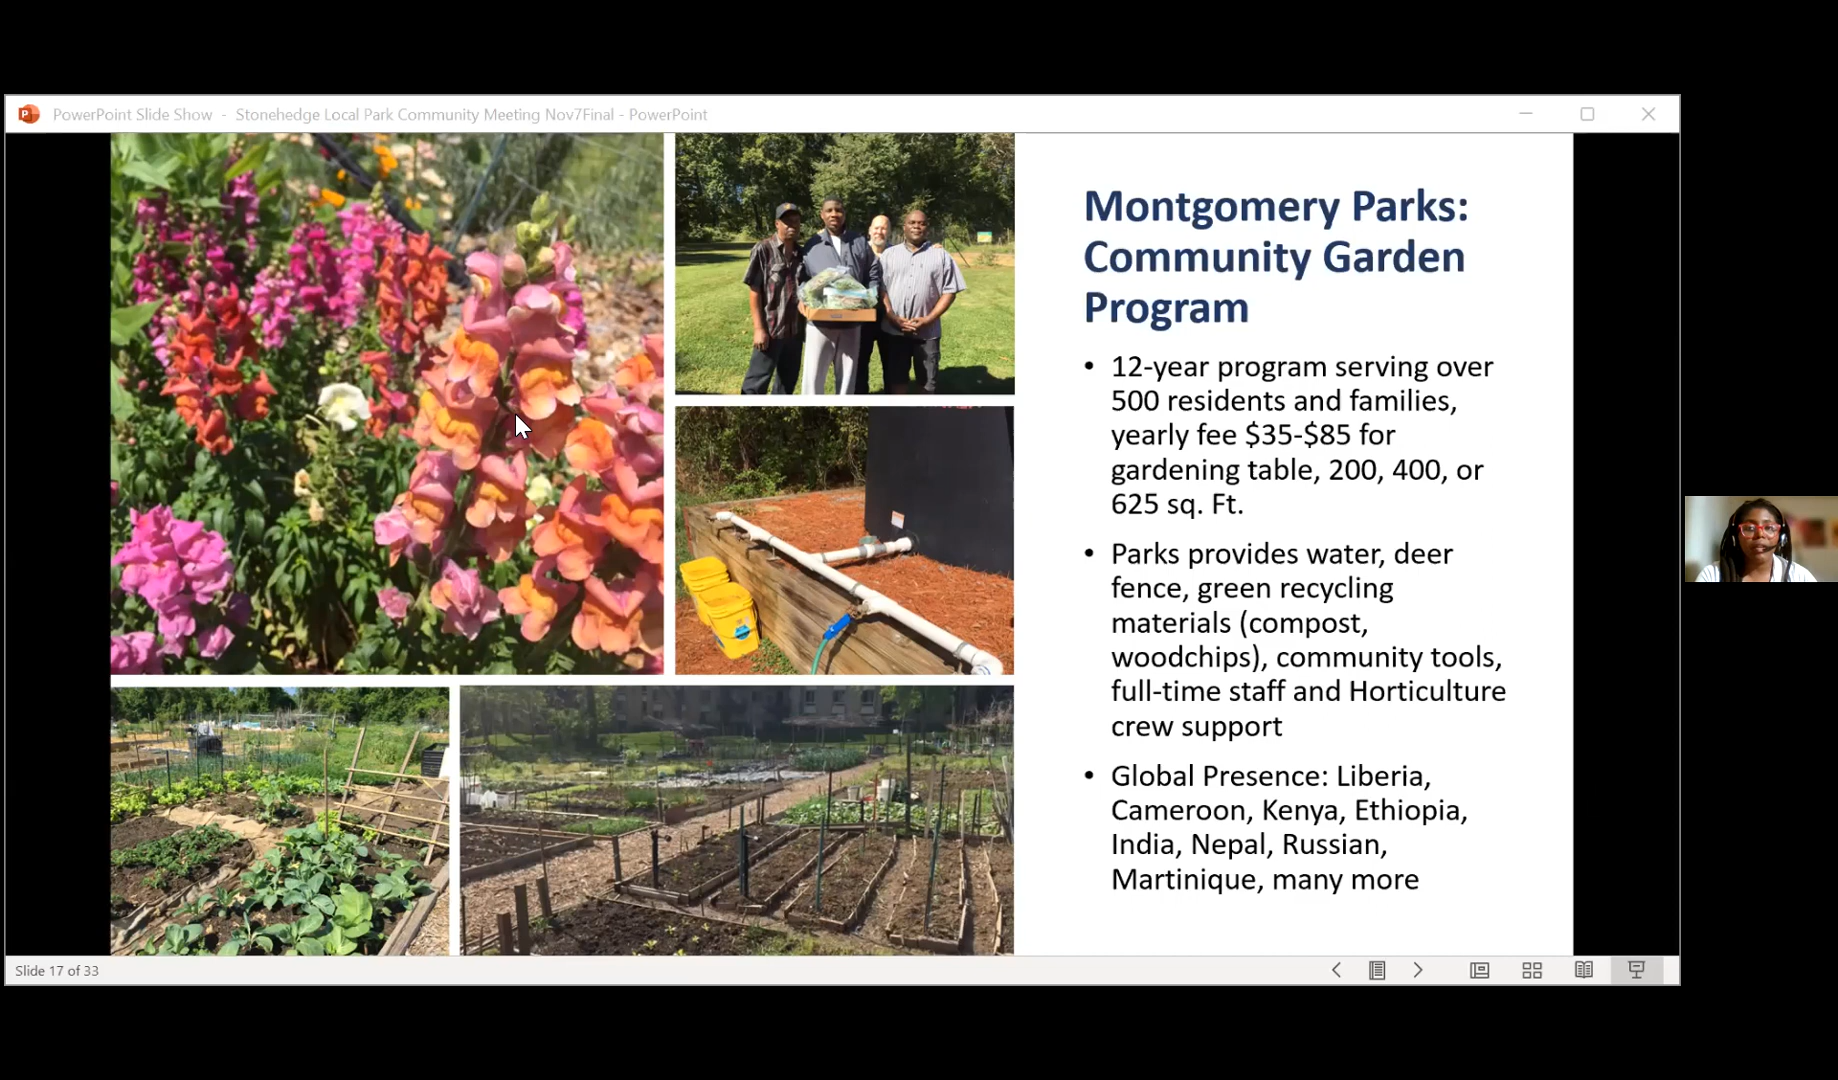 PowerPoint Slide Show - Stonehedge Local Park Community Meeting Nov7Final - PowerPoint
Montgomery Parks:
Community Garden
Program
• 12-year program serving over
500 residents and families,
yearly fee $35-$85 for
gardening table, 200, 400, or
625 sq. Ft.
• Parks provides water, deer
fence, green recycling
materials (compost,
woodchips), community tools,
full-time staff and Horticulture
crew support
• Global Presence: Liberia,
Cameroon, Kenya, Ethiopia,
India, Nepal, Russian,
Martinique, many more
Slide 17 of 33